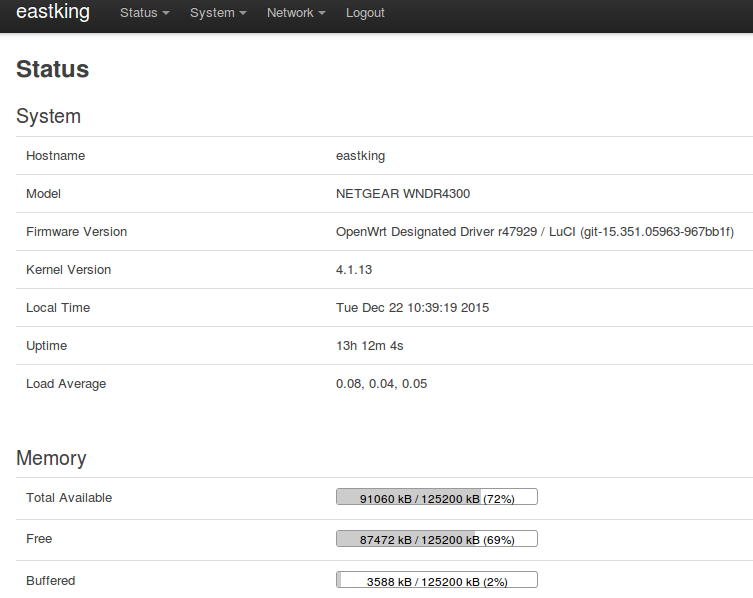 eastking Status System Network Logout
Status
System
Hostname eastking
Model NETGEAR WNDR4300
Firmware Version OpenWrt Designated Driver r47929 / LuCI (git-15.351.05963-967bb1f)
Kernel Version 4.1.13
Local Time Tue Dec 22 10:39:19 2015
Uptime 13h 12m 4s
Load Average 0.08, 0.04, 0.05
Memory
Total Available 91060 kB / 125200 kB (72%)
Free 87472 kB / 125200 kB (69%)
Buffered 3588 kB / 125200 kB (2%)